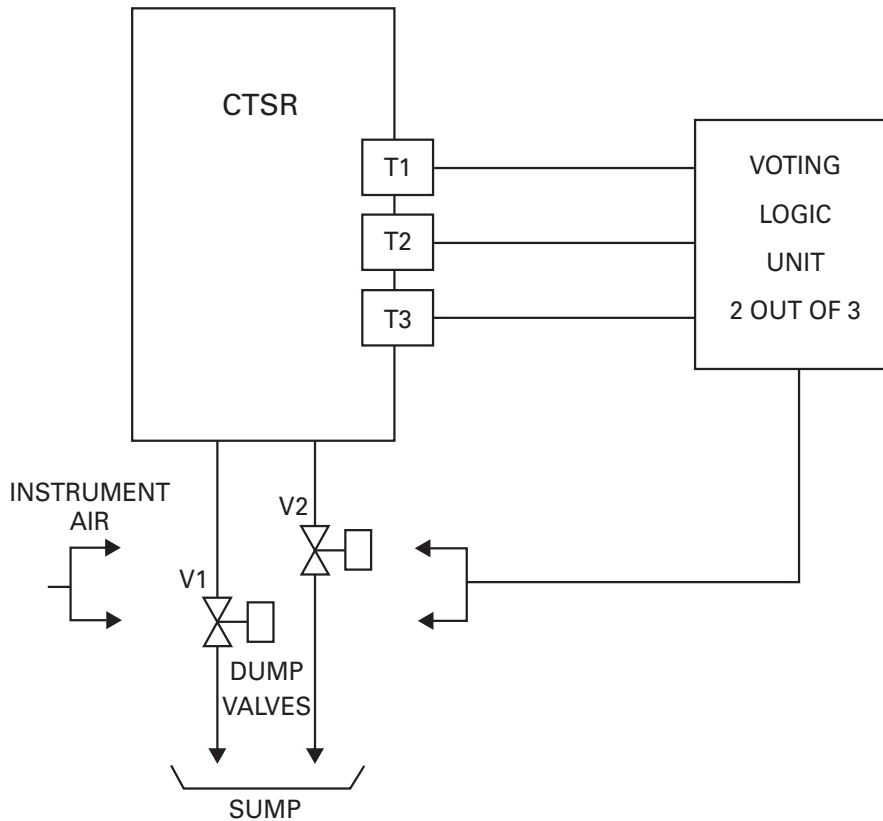 CTSR
T1
T2
T3
VOTING
LOGIC
UNIT
2 OUT OF 3
INSTRUMENT
AIR
V2
V1
DUMP
VALVES
SUMP